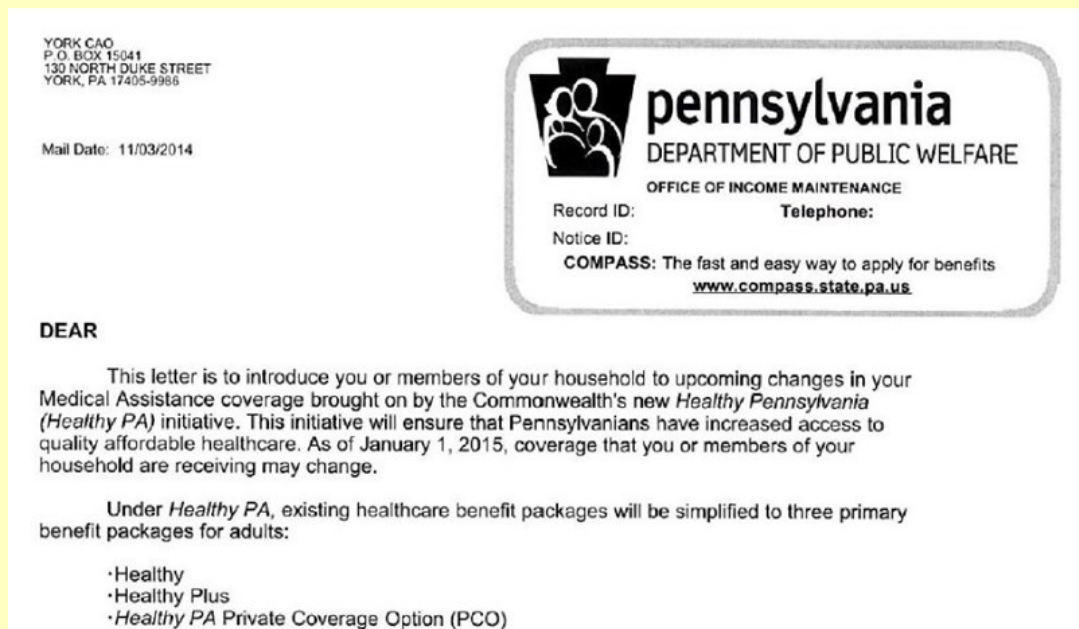 YORK CAO
P.O. BOX 15041
130 NORTH DUKE STREET
YORK, PA 17405-9986
Mail Date: 11/03/2014
pennsylvania
DEPARTMENT OF PUBLIC WELFARE
OFFICE OF INCOME MAINTENANCE
Record ID: Telephone:
Notice ID:
COMPASS: The fast and easy way to apply for benefits
www.compass.state.pa.us
DEAR
This letter is to introduce you or members of your household to upcoming changes in your
Medical Assistance coverage brought on by the Commonwealth's new Healthy Pennsylvania
(Healthy PA) initiative. This initiative will ensure that Pennsylvanians have increased access to
quality affordable healthcare. As of January 1, 2015, coverage that you or members of your
household are receiving may change.
Under Healthy PA, existing healthcare benefit packages will be simplified to three primary
benefit packages for adults:
·Healthy
·Healthy Plus
·Healthy PA Private Coverage Option (PCO)